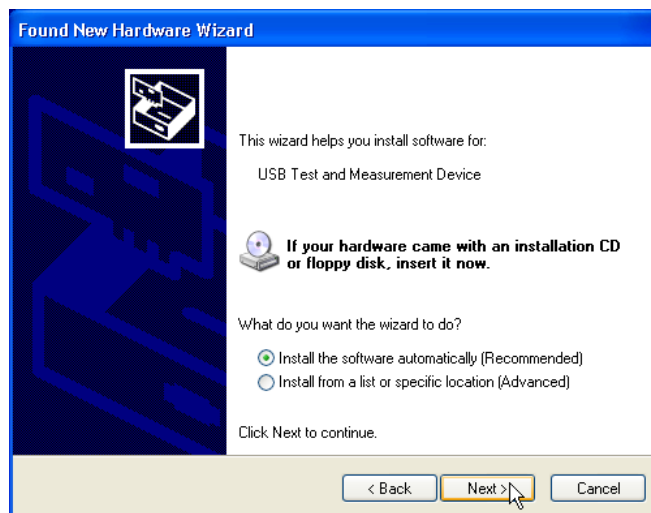 Found New Hardware Wizard
This wizard helps you install software for:
USB Test and Measurement Device
If your hardware came with an installation CD
or floppy disk, insert it now.
What do you want the wizard to do?
Install the software automatically (Recommended)
Install from a list or specific location (Advanced)
Click Next to continue.
< Back
Next >
Cancel